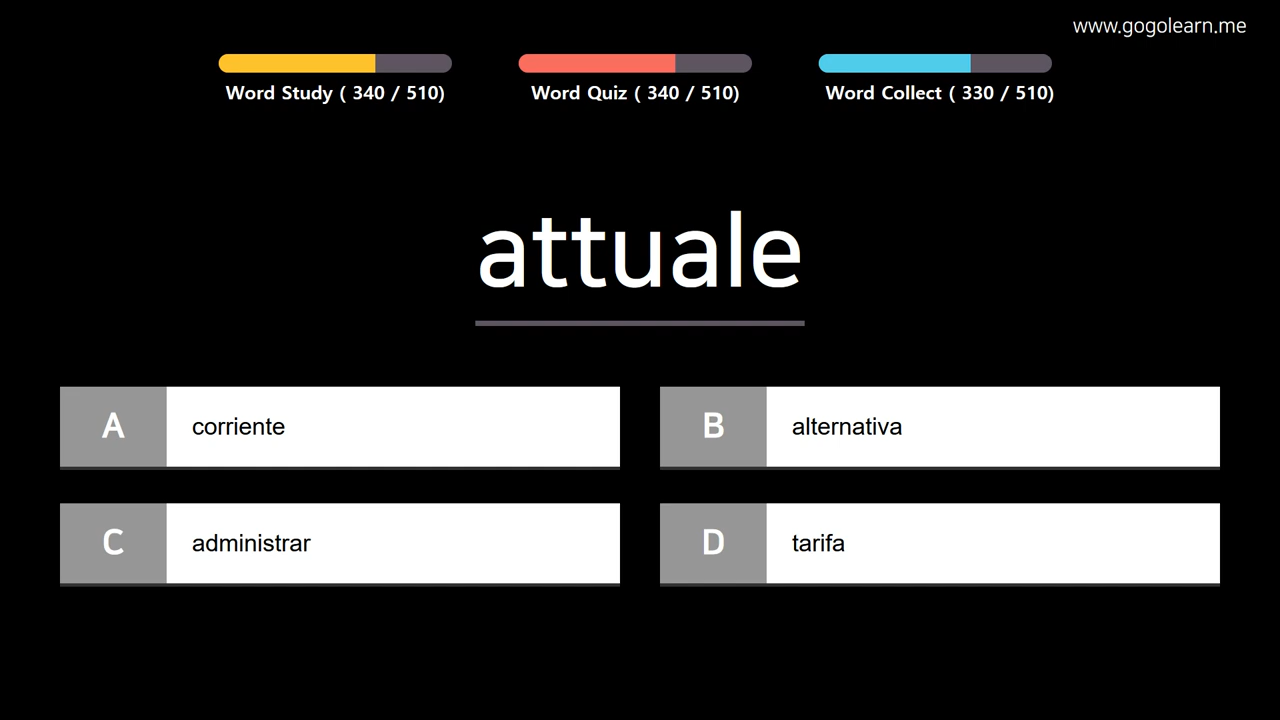 www.gogolearn.me
Word Study ( 340 / 510)
Word Quiz ( 340 / 510)
Word Collect ( 330 / 510)
attuale
A
corriente
B
alternativa
C
administrar
D
tarifa